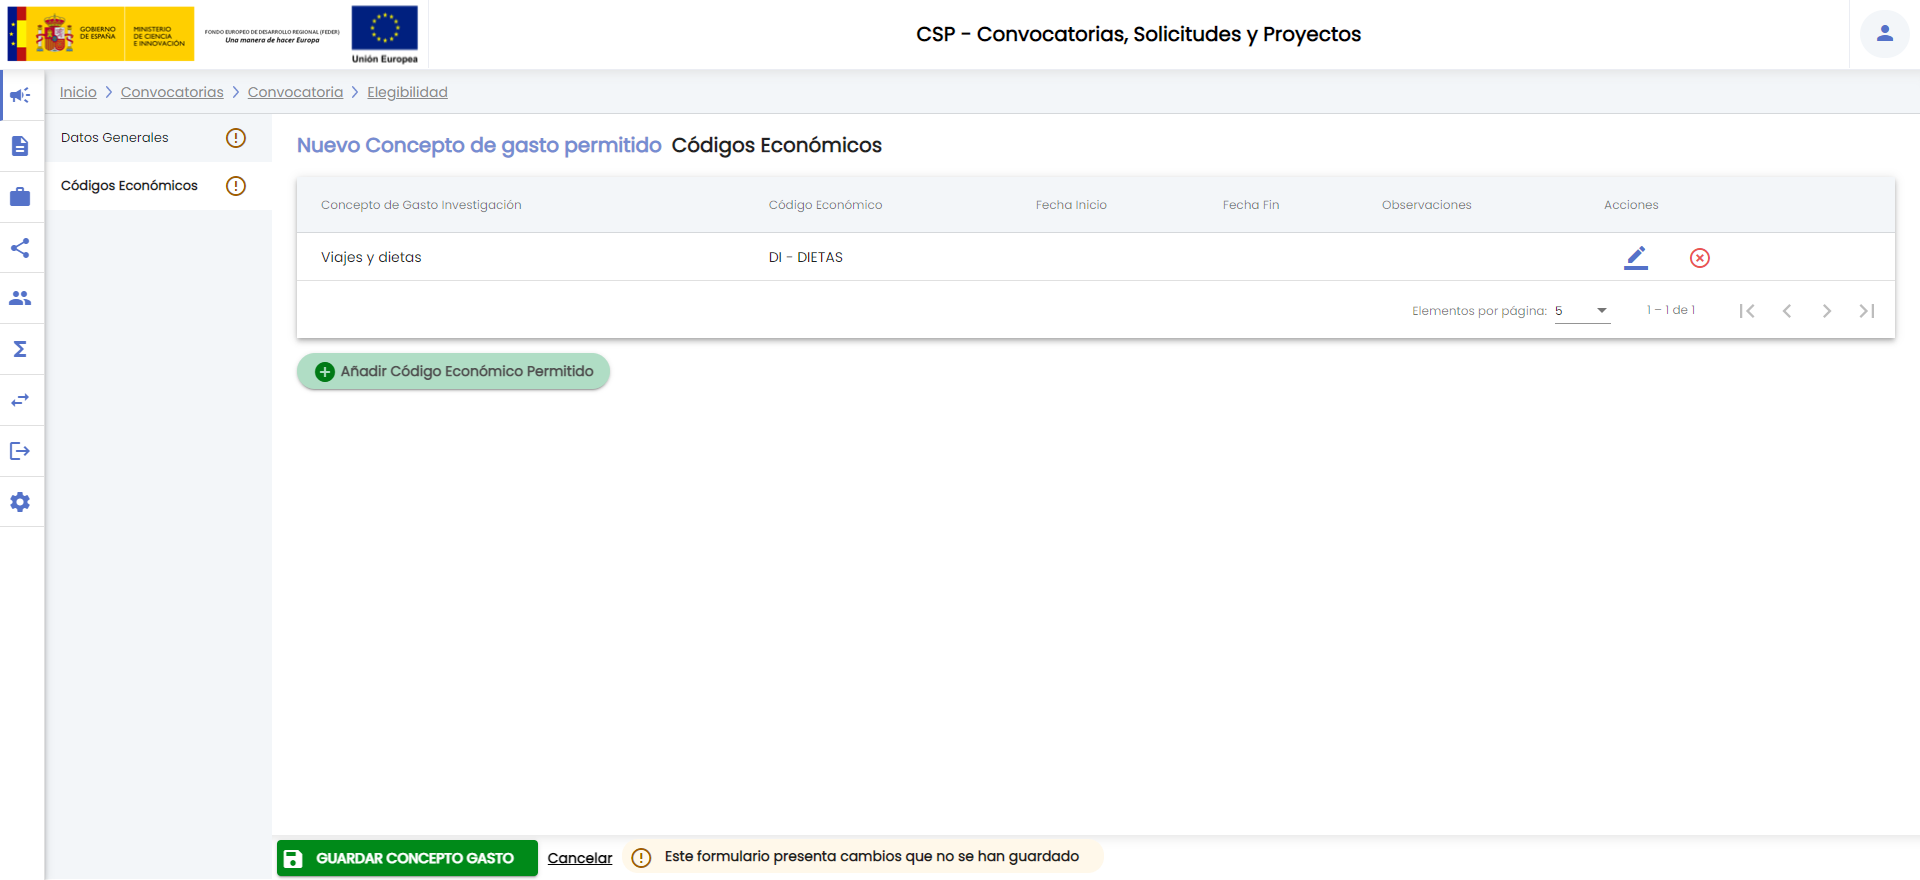 GOBIERNO
DE ESPAÑA
MINISTERIO
DE CIENCIA
E INNOVACIÓN
FONDO EUROPEO DE DESARROLLO REGIONAL (FEDER)
Una manera de hacer Europa
Unión Europea
CSP - Convocatorias, Solicitudes y Proyectos
Inicio > Convocatorias > Convocatoria > Elegibilidad
Datos Generales
Códigos Económicos
Nuevo Concepto de gasto permitido Códigos Económicos
Concepto de Gasto Investigación Código Económico Fecha Inicio Fecha Fin Observaciones Acciones
Viajes y dietas DI - DIETAS
Elementos por página: 5 1 – 1 de 1
Añadir Código Económico Permitido
GUARDAR CONCEPTO GASTO Cancelar Este formulario presenta cambios que no se han guardado